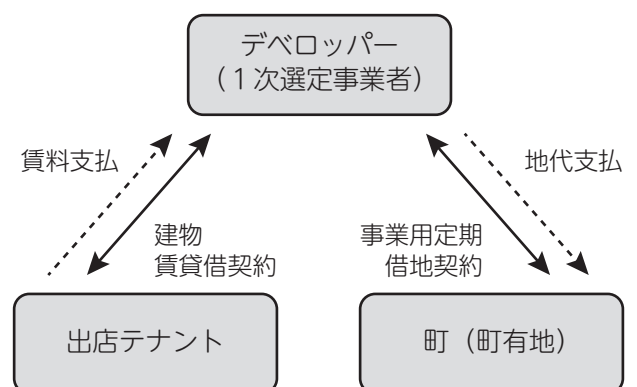 デベロッパー
（１次選定事業者）
賃料支払
地代支払
建物
賃貸借契約
事業用定期
借地契約
出店テナント
町（町有地）